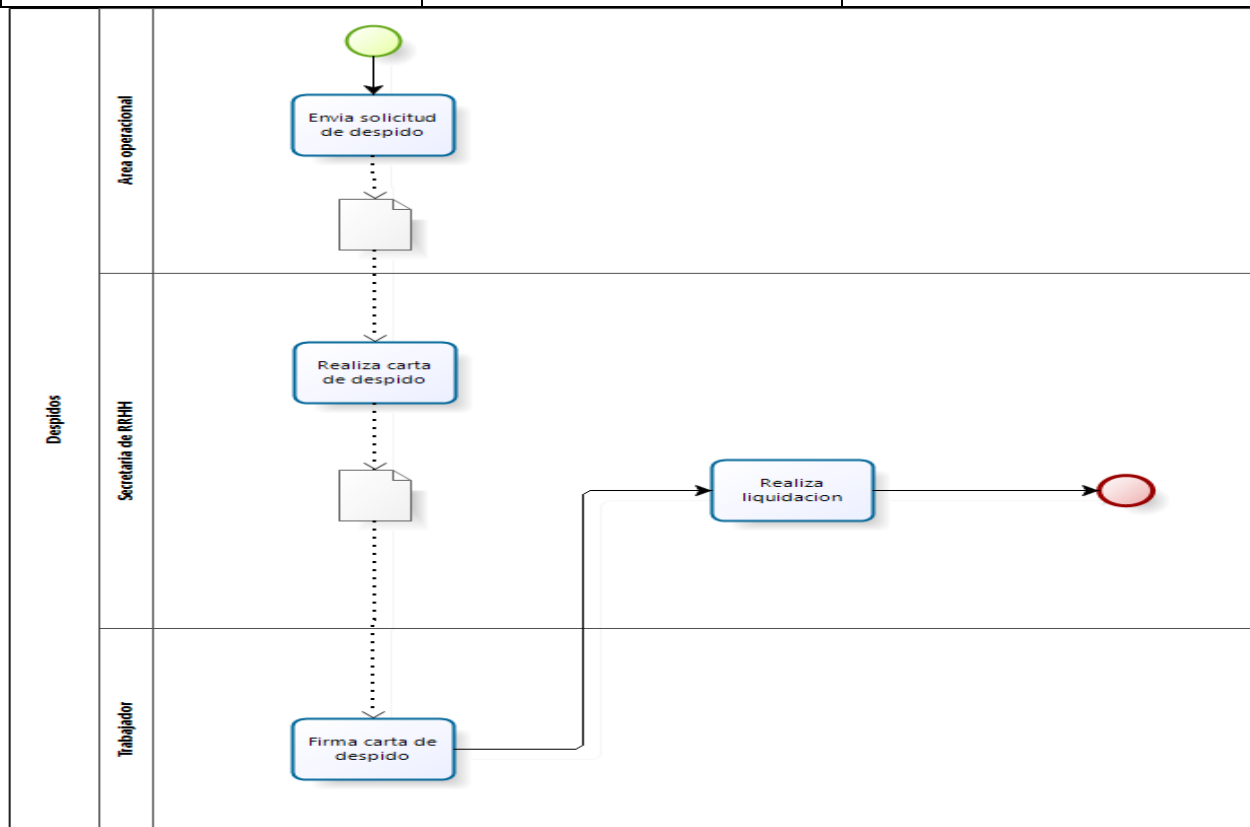 Despidos
Area operacional
Envia solicitud
de despido
Secretaria de RRHH
Realiza carta
de despido
Realiza
liquidacion
Trabajador
Firma carta de
despido